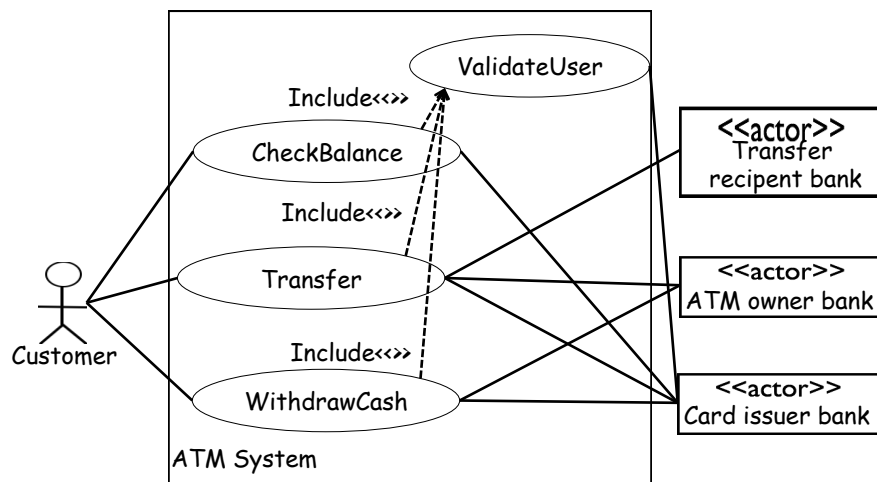 ValidateUser
Include<<>>
CheckBalance
<<actor>>
Transfer
recipent bank
Include<<>>
Transfer
<<actor>>
ATM owner bank
Customer
Include<<>>
WithdrawCash
<<actor>>
Card issuer bank
ATM System